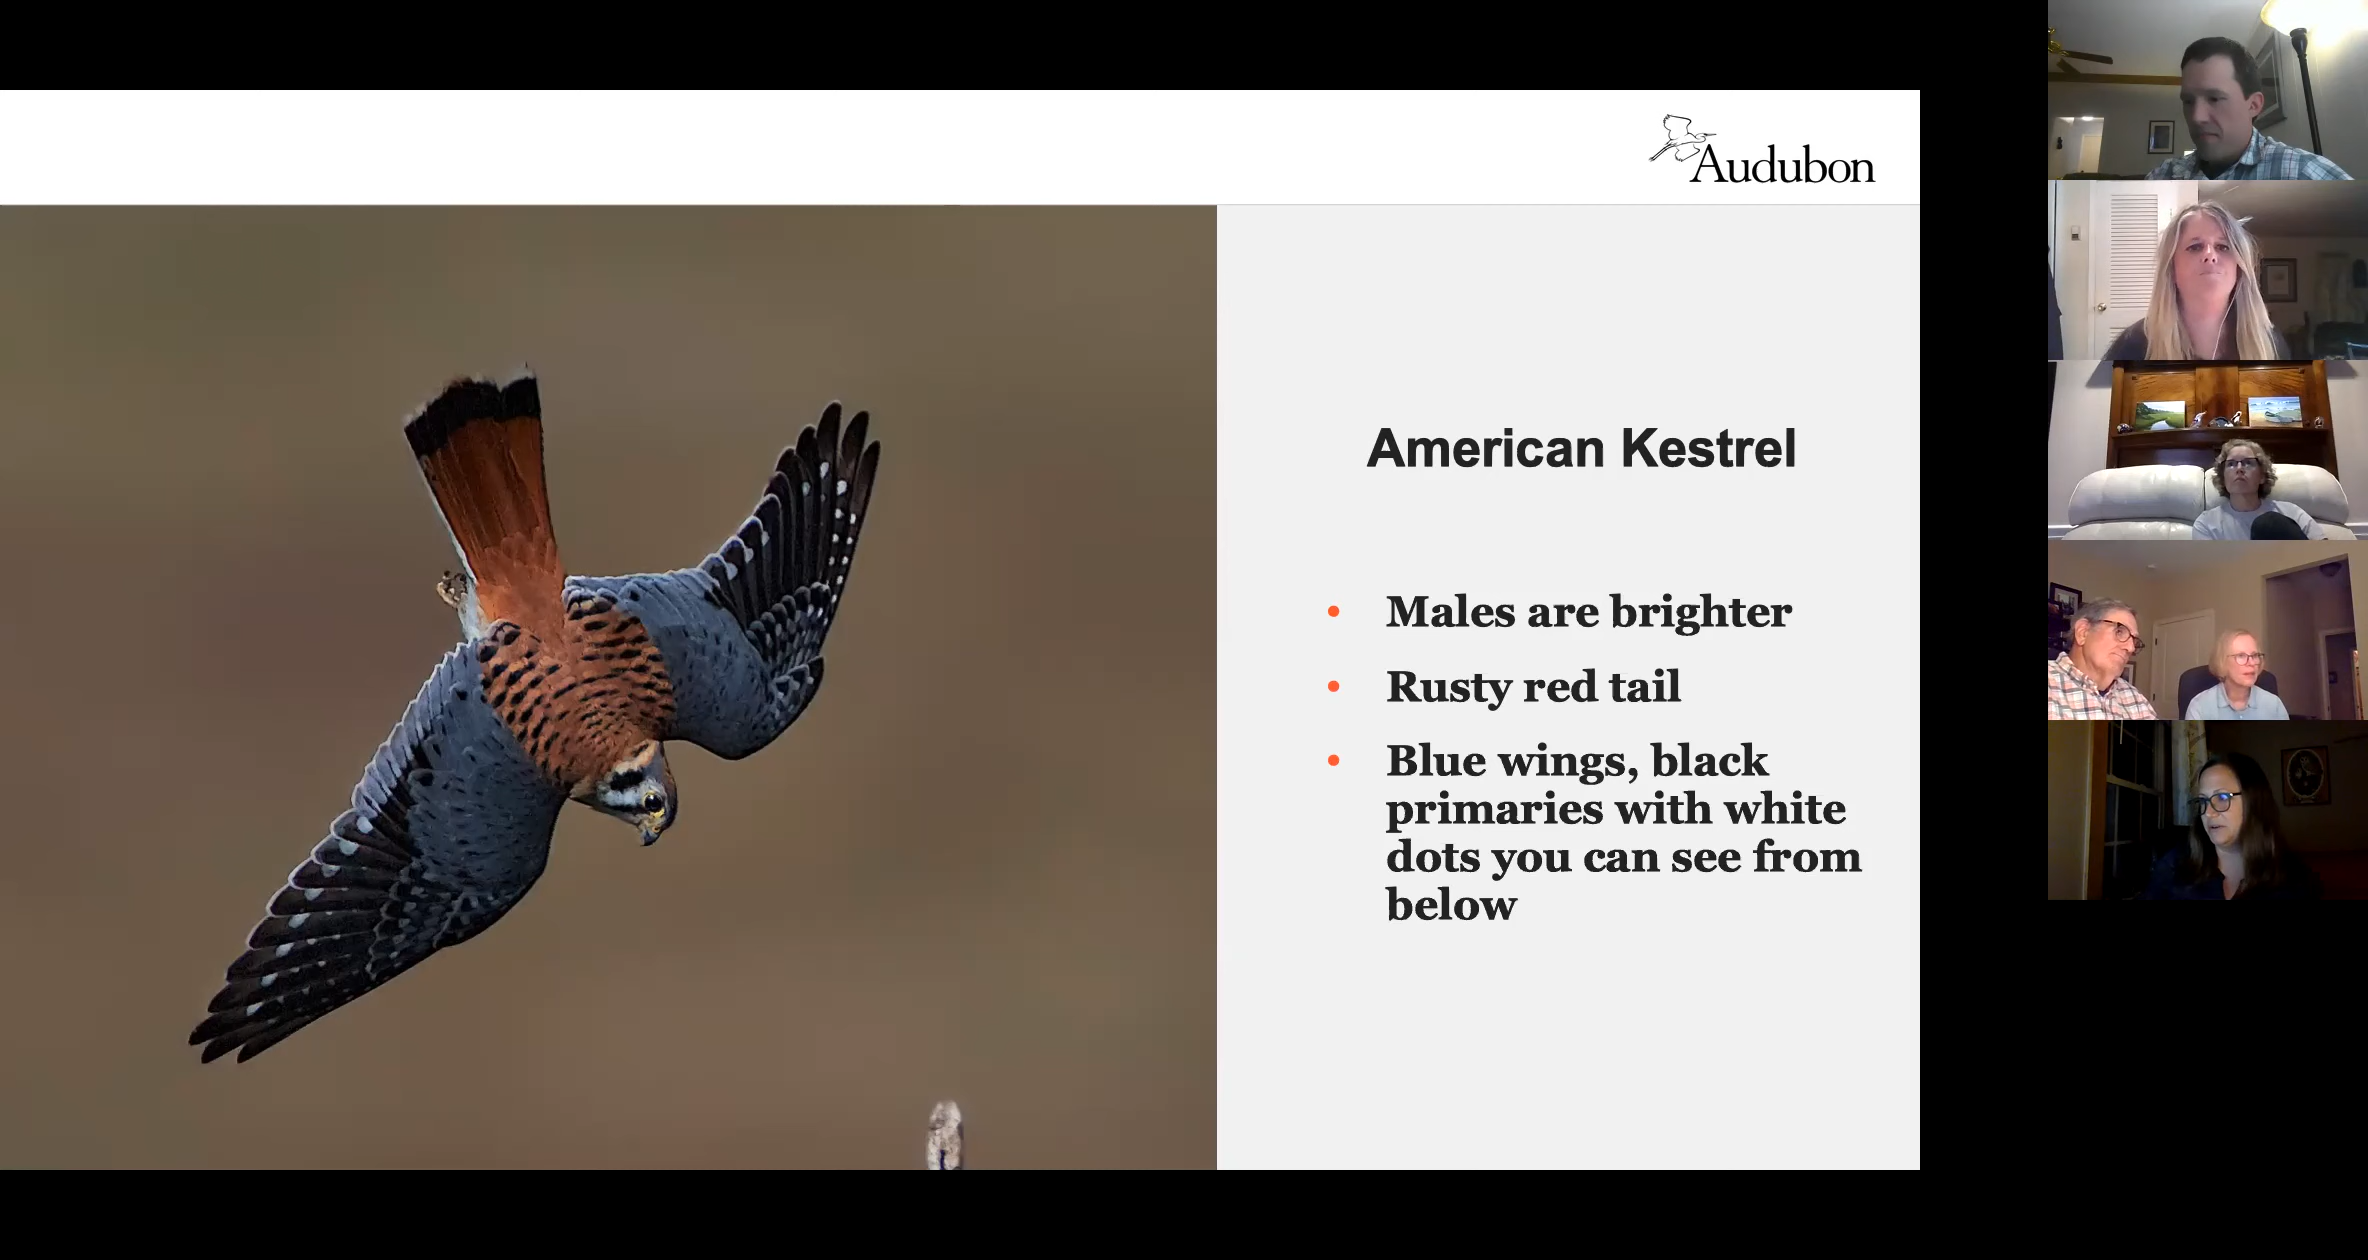 Audubon
American Kestrel
• Males are brighter
• Rusty red tail
• Blue wings, black
primaries with white
dots you can see from
below